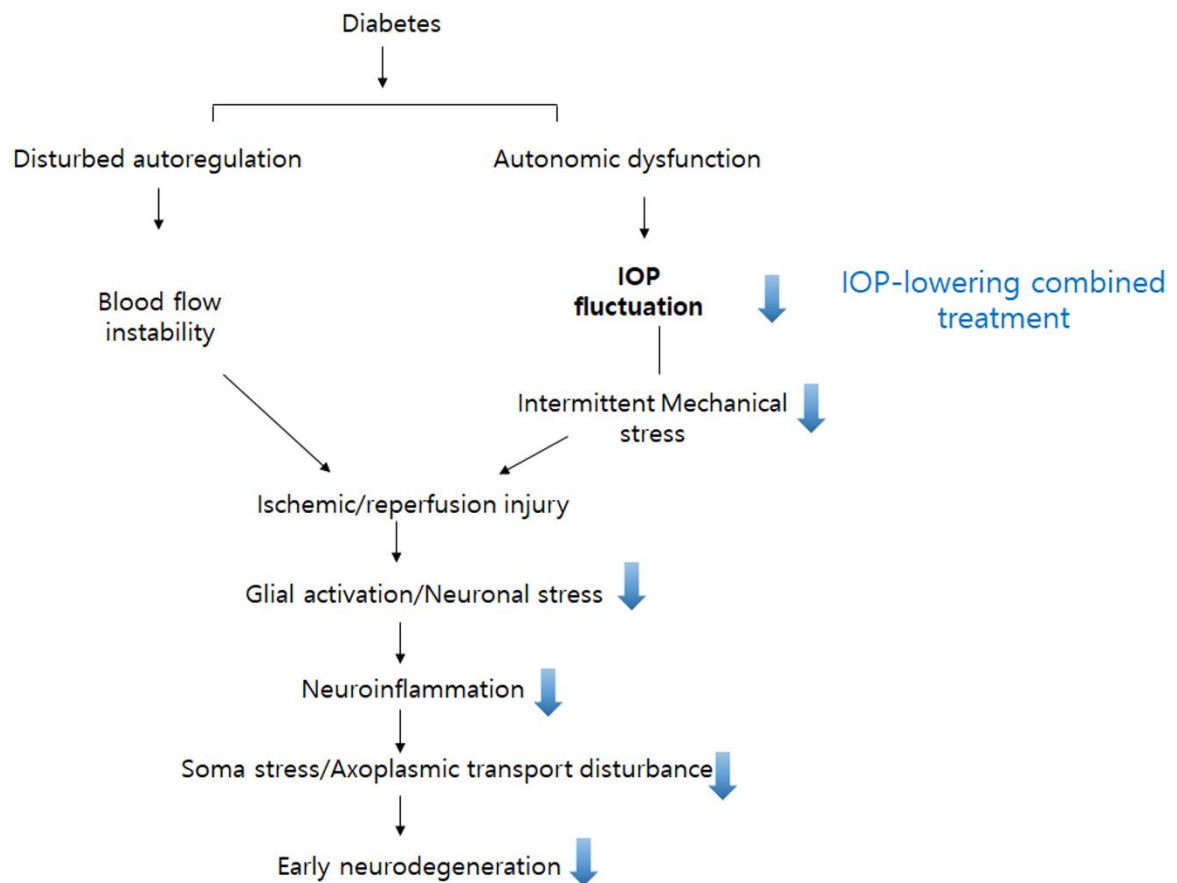 Diabetes
Disturbed autoregulation
Autonomic dysfunction
IOP
fluctuation
IOP-lowering combined
treatment
Blood flow
instability
Intermittent Mechanical
stress
Ischemic/reperfusion injury
Glial activation/Neuronal stress
Neuroinflammation
Soma stress/Axoplasmic transport disturbance
Early neurodegeneration